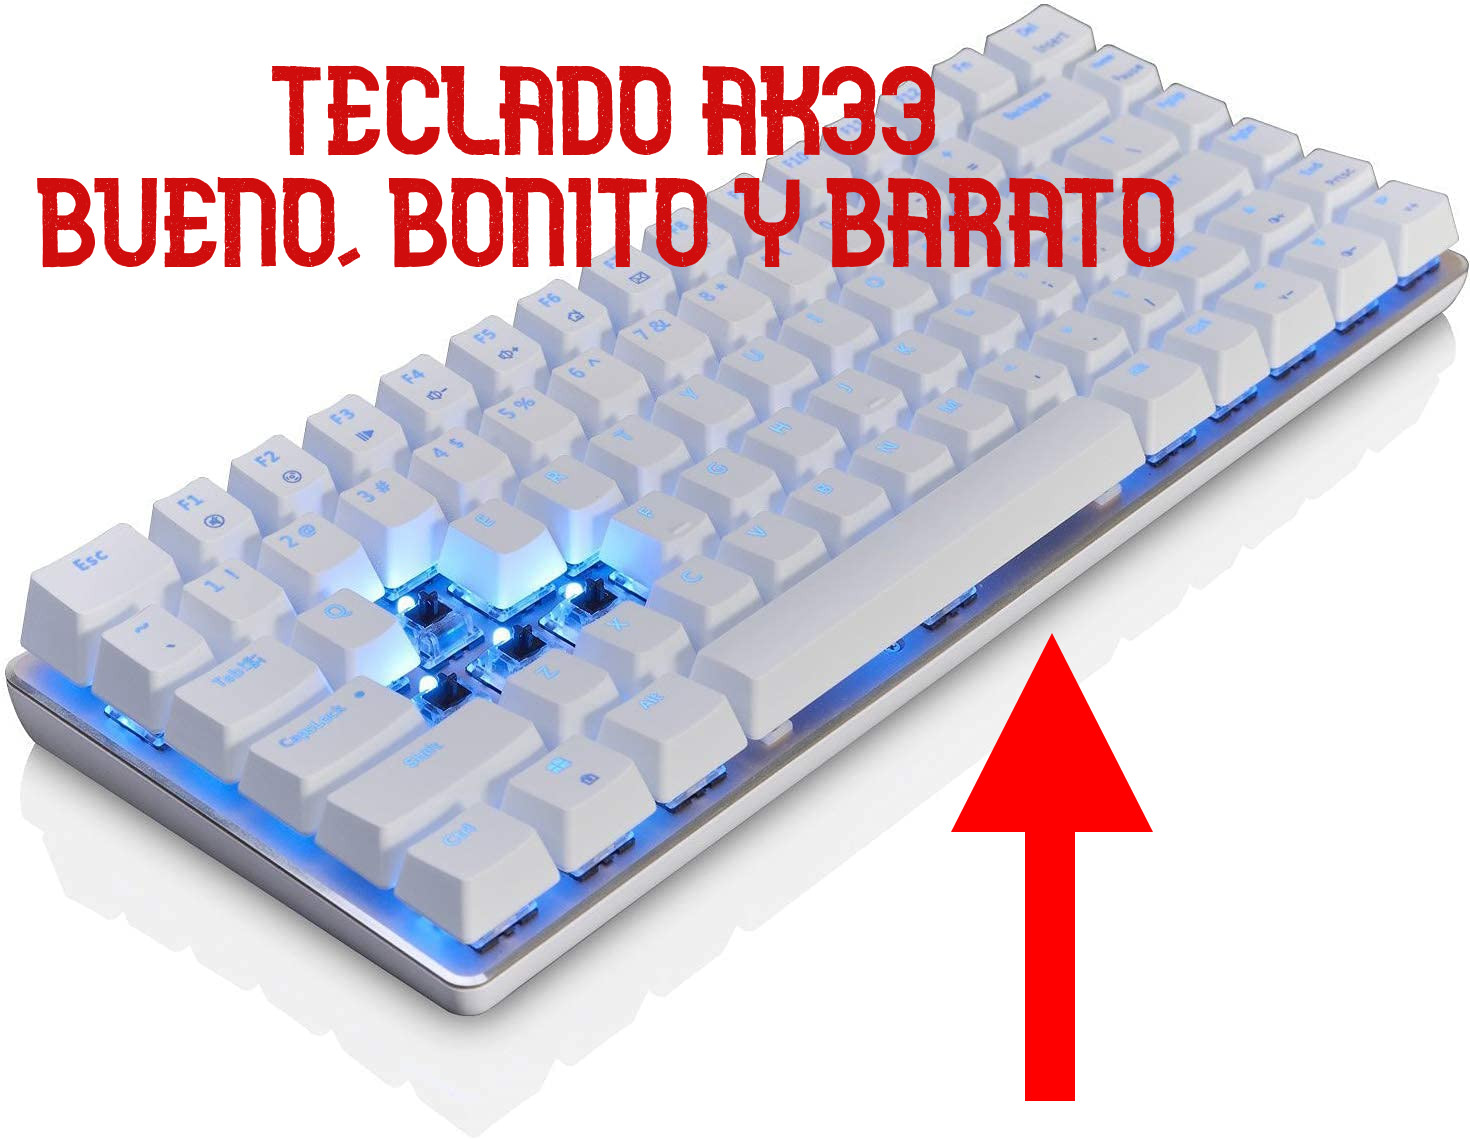 TECLADO AK33
BUENO, BONITO Y BARATO
Del
Insert
Fn
Backspace
F6
F5
F4
F3
F2
F1
Esc
8 *
7 &
6 ^
5 %
4 $
3 #
2 @
1 !
~
Q
E
R
T
Y
U
I
O
Tab
CapsLock
F
G
H
J
K
L
Shift
Z
X
C
V
B
N
M
Ctrl
Alt
Ctrl